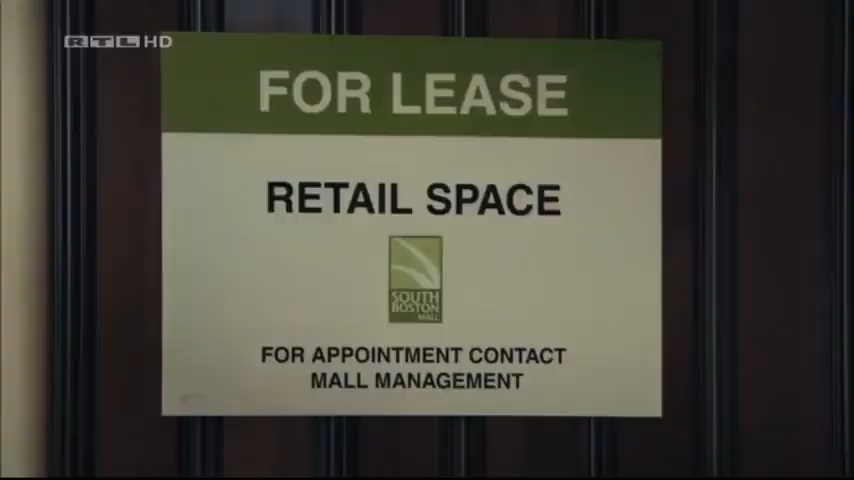 RTL HD
FOR LEASE
RETAIL SPACE
SOUTH
BOSTON
MALL
FOR APPOINTMENT CONTACT
MALL MANAGEMENT